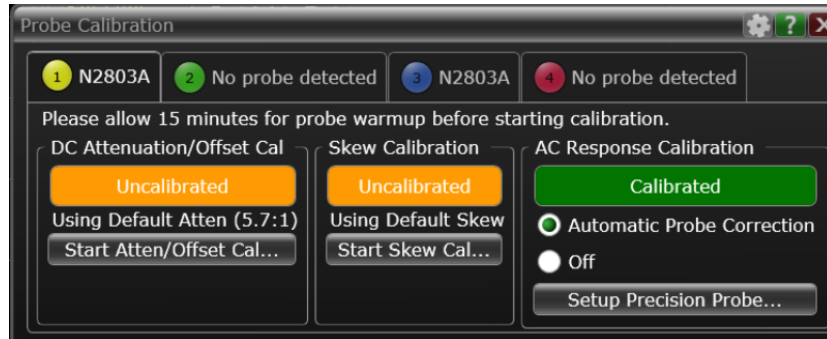 Probe Calibration
?
1 N2803A
2 No probe detected
3 N2803A
4 No probe detected
Please allow 15 minutes for probe warmup before starting calibration.
DC Attenuation/Offset Cal
Uncalibrated
Using Default Atten (5.7:1)
Start Atten/Offset Cal...
Skew Calibration
Uncalibrated
Using Default Skew
Start Skew Cal...
AC Response Calibration
Calibrated
Automatic Probe Correction
Off
Setup Precision Probe...